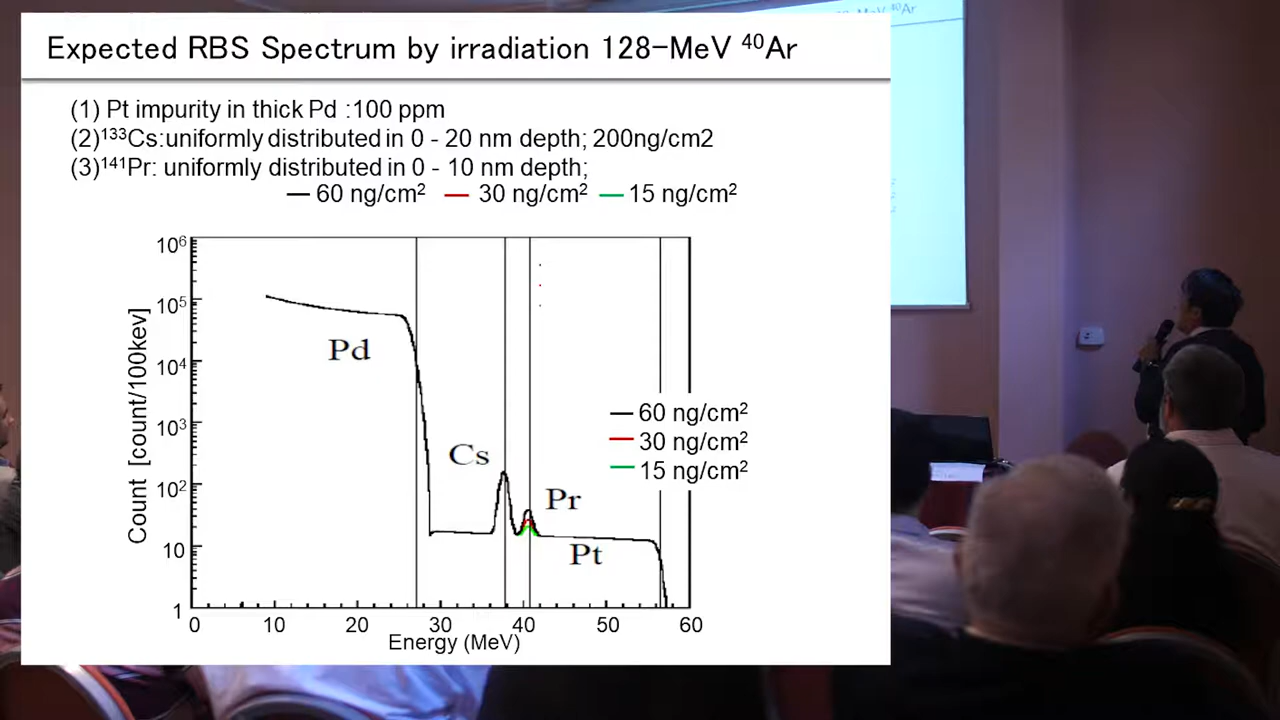 Expected RBS Spectrum by irradiation 128-MeV ⁴⁰Ar
(1) Pt impurity in thick Pd :100 ppm
(2)¹³³Cs:uniformly distributed in 0 - 20 nm depth; 200ng/cm2
(3)¹⁴¹Pr: uniformly distributed in 0 - 10 nm depth;
60 ng/cm² 30 ng/cm² 15 ng/cm²
10⁶
10⁵
10⁴
10³
10²
10
1
Count [count/100kev]
Pd
Cs
Pr
Pt
60 ng/cm²
30 ng/cm²
15 ng/cm²
0 10 20 30 40 50 60
Energy (MeV)
MeV ⁴⁰Ar